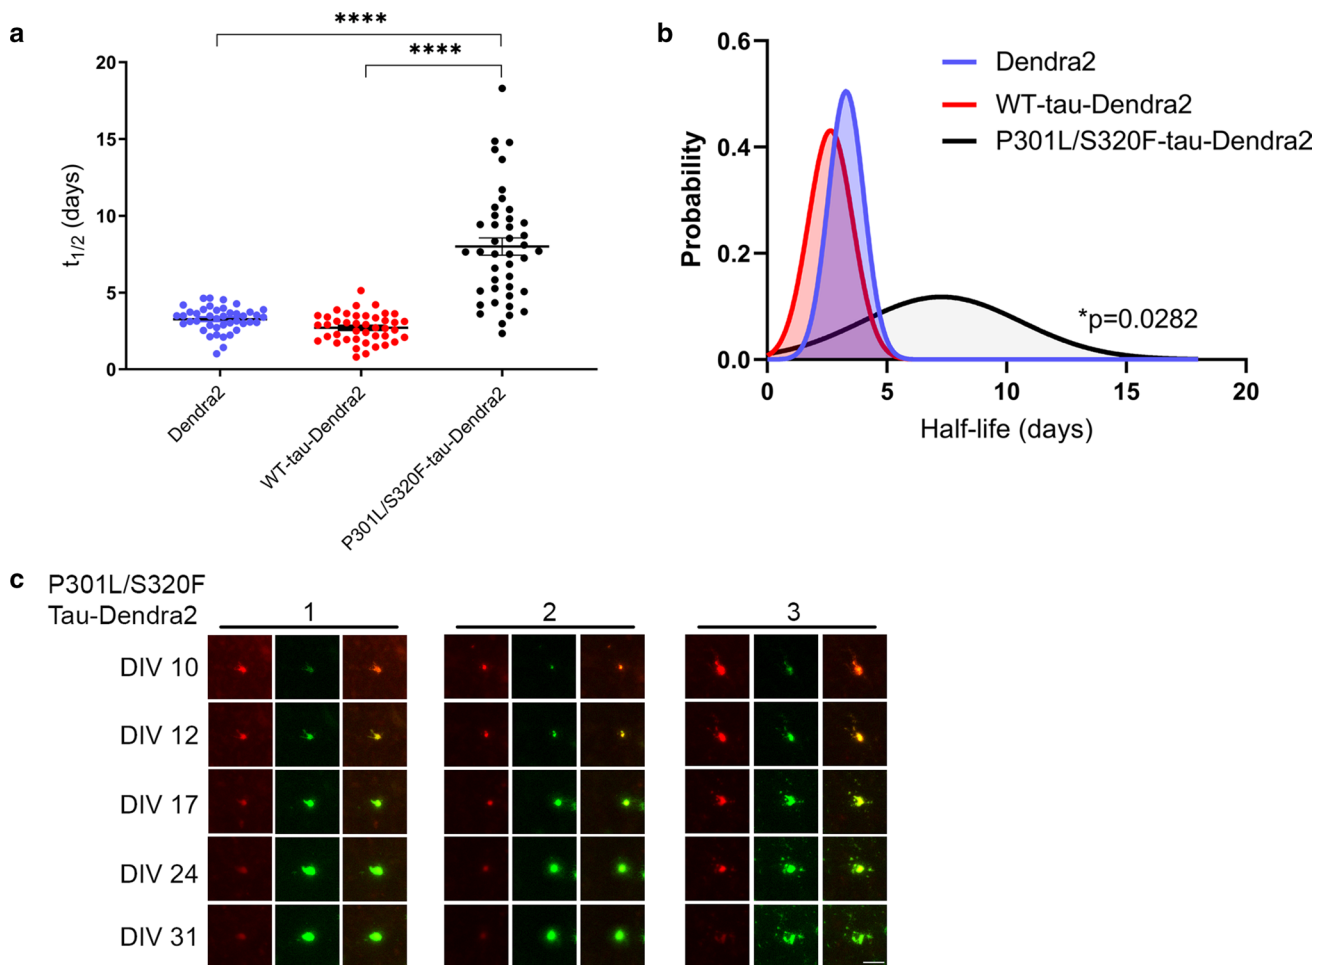 a
****
****
20
15
10
5
0
t1/2 (days)
Dendra2
WT-tau-Dendra2
P301L/S320F-tau-Dendra2
b
0.6
0.4
0.2
0.0
Probability
Dendra2
WT-tau-Dendra2
P301L/S320F-tau-Dendra2
*p=0.0282
0 5 10 15 20
Half-life (days)
c
P301L/S320F
Tau-Dendra2
1 2 3
DIV 10
DIV 12
DIV 17
DIV 24
DIV 31